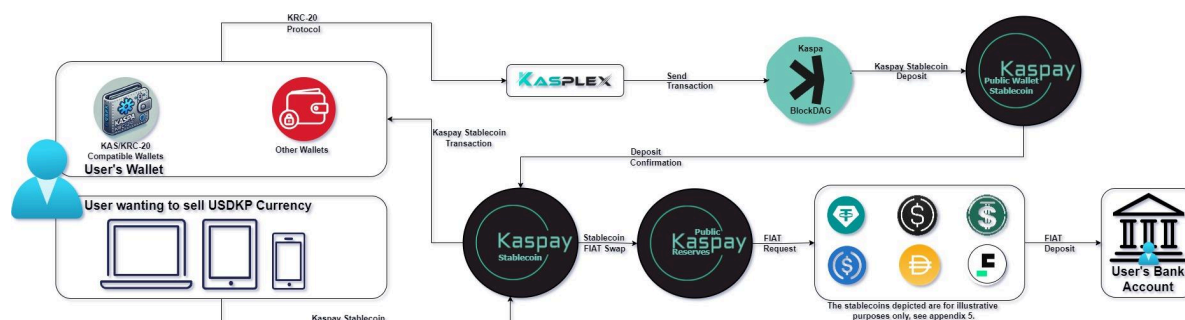 KRC-20
Protocol
KASPLEX
Send
Transaction
Kaspa
BlockDAG
Kaspay Stablecoin
Deposit
Kaspay
Public Wallet
Stablecoin
KASPA
KAS/KRC-20
Compatible Wallets
Other Wallets
User's Wallet
Kaspay Stablecoin
Transaction
Deposit
Confirmation
User wanting to sell USDKP Currency
Kaspay
Stablecoin
Stablecoin
FIAT Swap
Public
Kaspay
Reserves
FIAT
Request
FIAT
Deposit
User's Bank
Account
The stablecoins depicted are for illustrative
purposes only, see appendix 5.
Kaspay Stablecoin